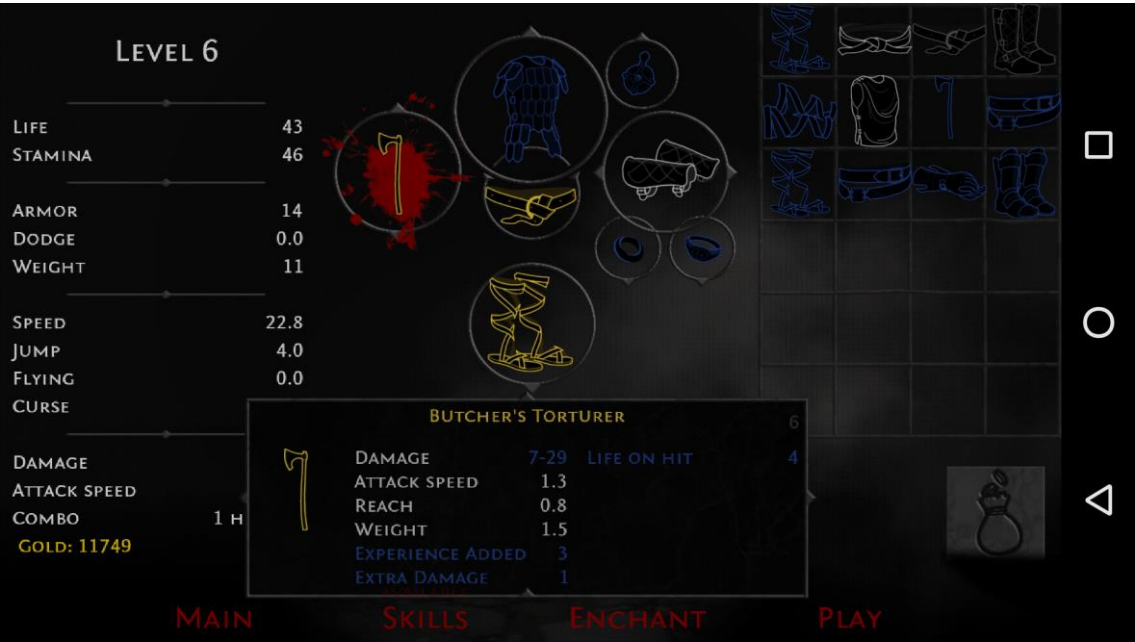 LEVEL 6
LIFE 43
STAMINA 46
ARMOR 14
DODGE 0.0
WEIGHT 11
SPEED 22.8
JUMP 4.0
FLYING 0.0
CURSE
DAMAGE
ATTACK SPEED
COMBO 1 H
GOLD: 11749
BUTCHER'S TORTURER
6
DAMAGE 7-29 LIFE ON HIT 4
ATTACK SPEED 1.3
REACH 0.8
WEIGHT 1.5
EXPERIENCE ADDED 3
EXTRA DAMAGE 1
MAIN SKILLS ENCHANT PLAY